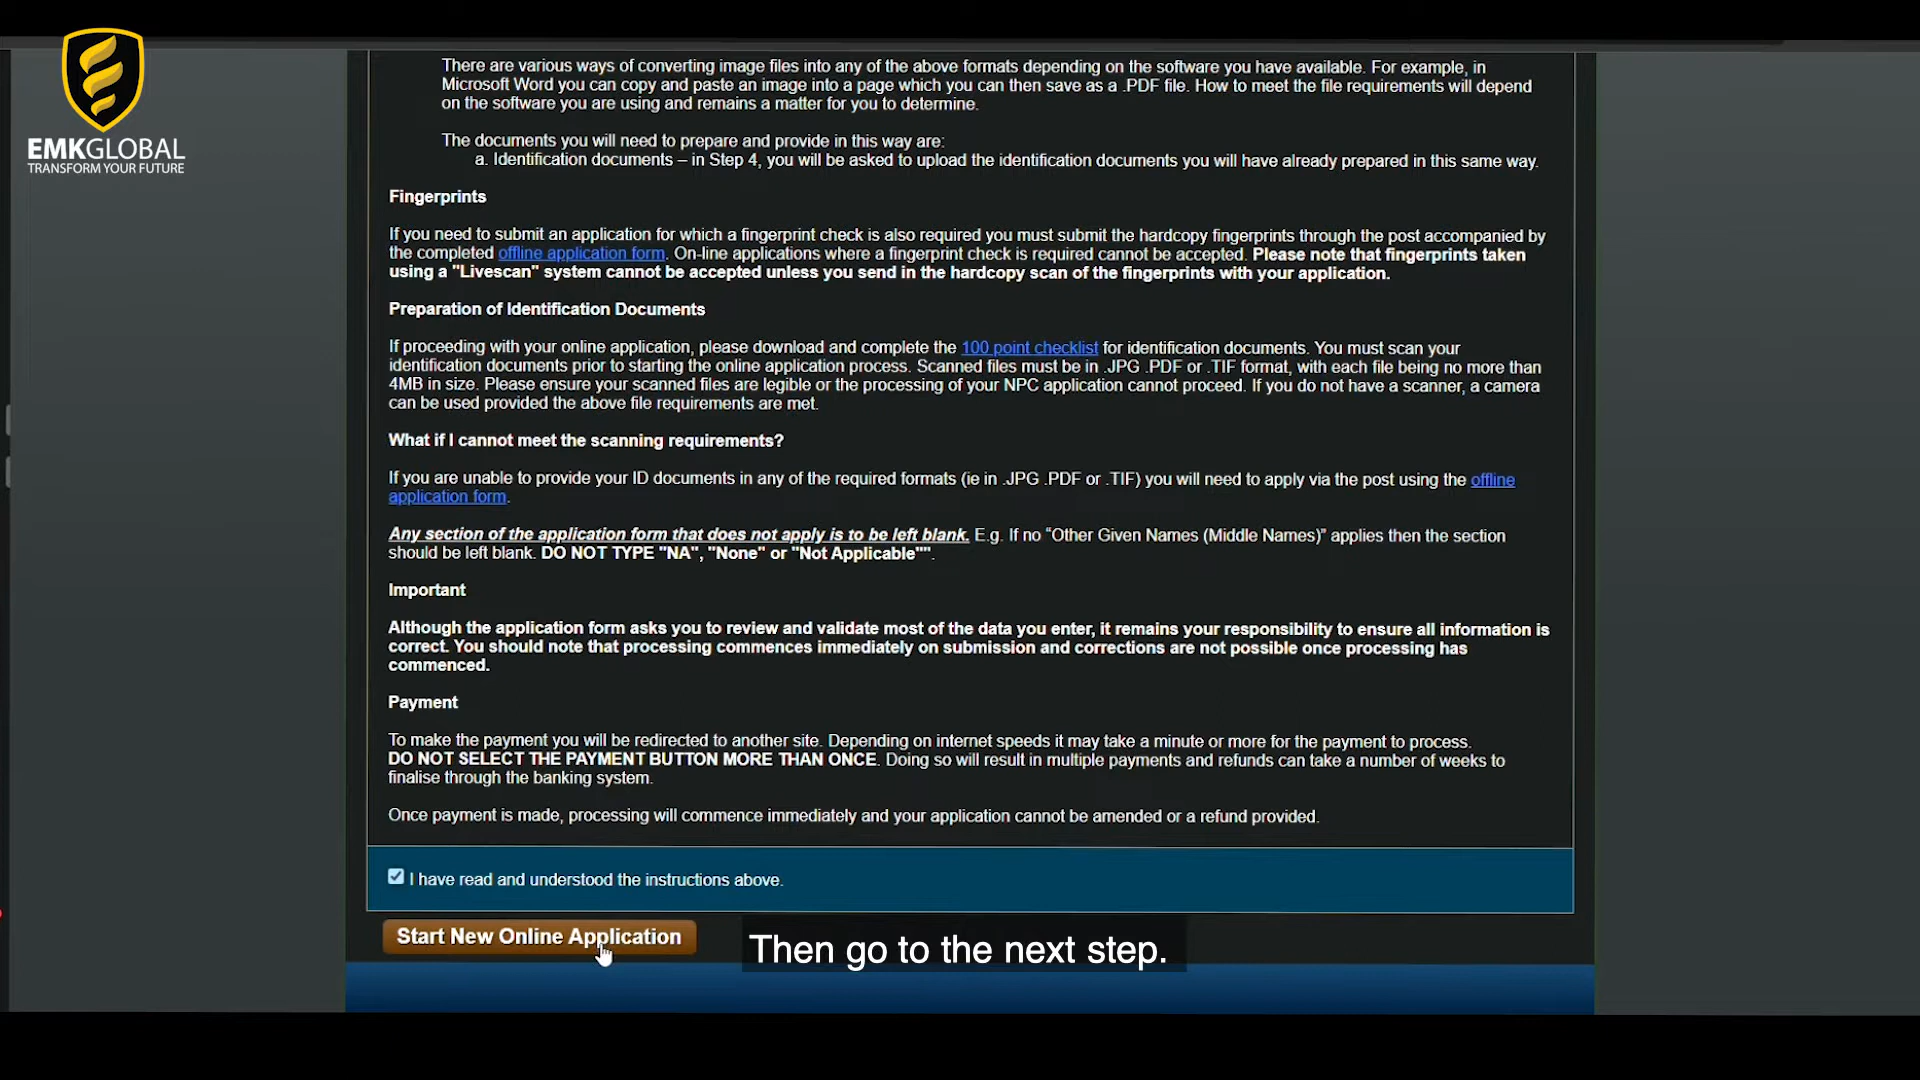 EMKGLOBAL
TRANSFORM YOUR FUTURE
There are various ways of converting image files into any of the above formats depending on the software you have available. For example, in
Microsoft Word you can copy and paste an image into a page which you can then save as a .PDF file. How to meet the file requirements will depend
on the software you are using and remains a matter for you to determine.
The documents you will need to prepare and provide in this way are:
a. Identification documents – in Step 4, you will be asked to upload the identification documents you will have already prepared in this same way.
Fingerprints
If you need to submit an application for which a fingerprint check is also required you must submit the hardcopy fingerprints through the post accompanied by
the completed offline application form. On-line applications where a fingerprint check is required cannot be accepted. Please note that fingerprints taken
using a "Livescan" system cannot be accepted unless you send in the hardcopy scan of the fingerprints with your application.
Preparation of Identification Documents
If proceeding with your online application, please download and complete the 100 point checklist for identification documents. You must scan your
identification documents prior to starting the online application process. Scanned files must be in .JPG .PDF or .TIF format, with each file being no more than
4MB in size. Please ensure your scanned files are legible or the processing of your NPC application cannot proceed. If you do not have a scanner, a camera
can be used provided the above file requirements are met.
What if I cannot meet the scanning requirements?
If you are unable to provide your ID documents in any of the required formats (ie in .JPG .PDF or .TIF) you will need to apply via the post using the offline
application form.
Any section of the application form that does not apply is to be left blank. E.g. If no “Other Given Names (Middle Names)” applies then the section
should be left blank. DO NOT TYPE "NA", "None" or "Not Applicable"".
Important
Although the application form asks you to review and validate most of the data you enter, it remains your responsibility to ensure all information is
correct. You should note that processing commences immediately on submission and corrections are not possible once processing has
commenced.
Payment
To make the payment you will be redirected to another site. Depending on internet speeds it may take a minute or more for the payment to process.
DO NOT SELECT THE PAYMENT BUTTON MORE THAN ONCE. Doing so will result in multiple payments and refunds can take a number of weeks to
finalise through the banking system.
Once payment is made, processing will commence immediately and your application cannot be amended or a refund provided.
I have read and understood the instructions above.
Start New Online Application
Then go to the next step.